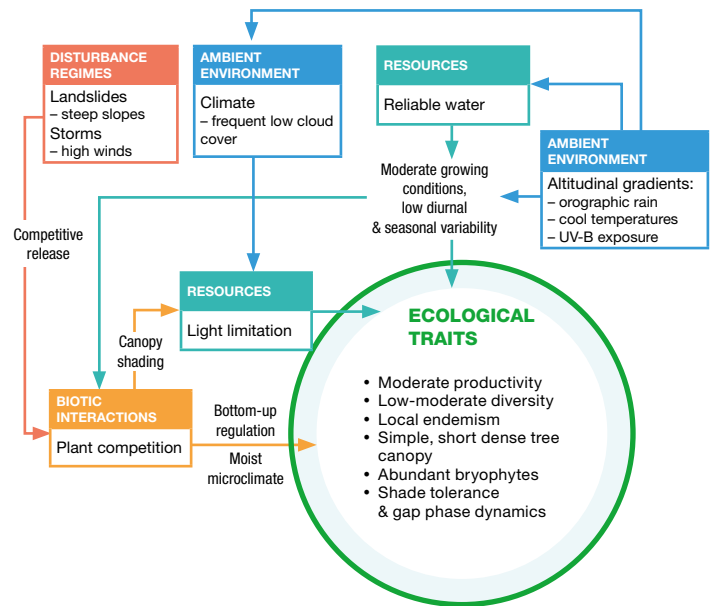 DISTURBANCE
REGIMES
Landslides
– steep slopes
Storms
– high winds
AMBIENT
ENVIRONMENT
Climate
– frequent low cloud
cover
RESOURCES
Reliable water
AMBIENT
ENVIRONMENT
Altitudinal gradients:
– orographic rain
– cool temperatures
– UV-B exposure
Moderate growing
conditions,
low diurnal
& seasonal variability
Competitive
release
RESOURCES
Light limitation
Canopy
shading
BIOTIC
INTERACTIONS
Plant competition
Bottom-up
regulation
Moist
microclimate
ECOLOGICAL
TRAITS
• Moderate productivity
• Low-moderate diversity
• Local endemism
• Simple, short dense tree
canopy
• Abundant bryophytes
• Shade tolerance
& gap phase dynamics